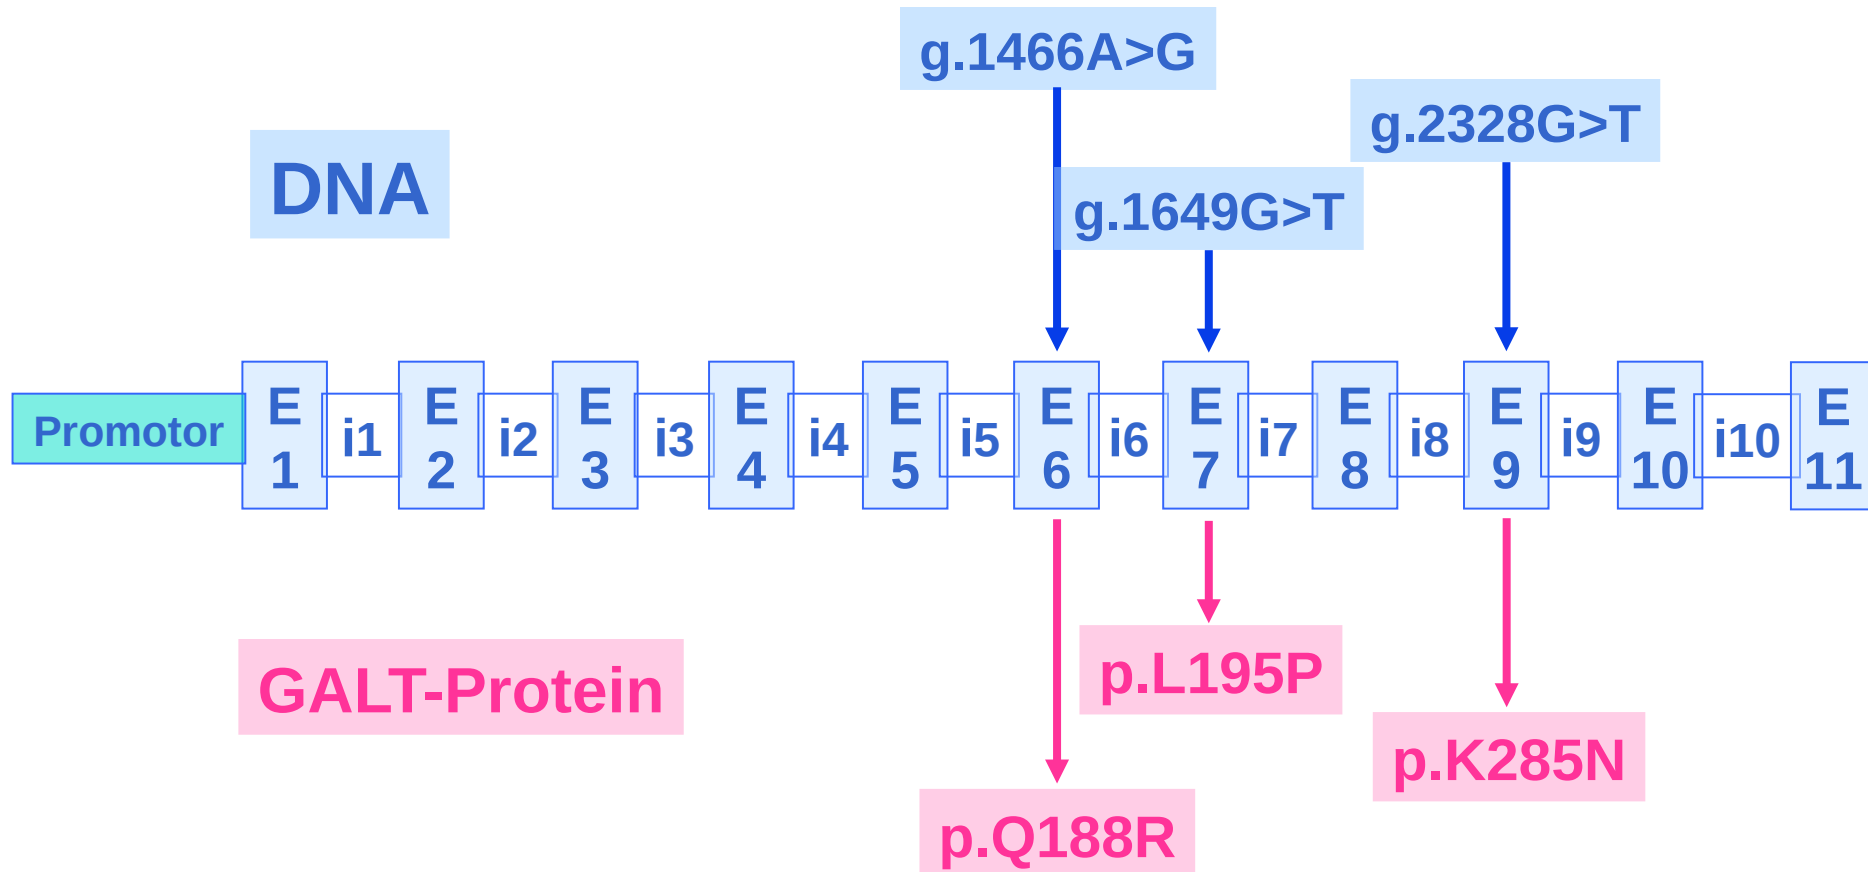 g.1466A>G
g.2328G>T
DNA
g.1649G>T
Promotor
E 1
i1
E 2
i2
E 3
i3
E 4
i4
E 5
i5
E 6
i6
E 7
i7
E 8
i8
E 9
i9
E 10
i10
E 11
GALT-Protein
p.L195P
p.K285N
p.Q188R